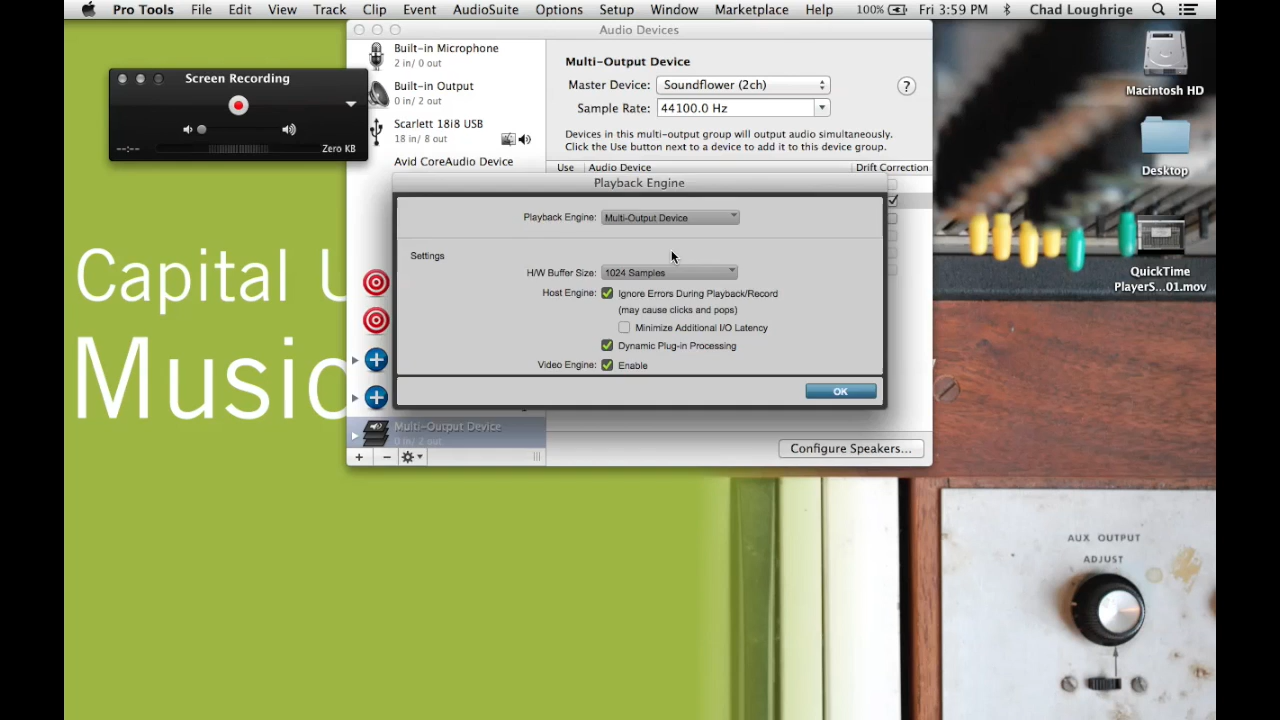 Pro Tools File Edit View Track Clip Event AudioSuite Options Setup Window Marketplace Help 100% Fri 3:59 PM Chad Loughrige
Audio Devices
Screen Recording
--:--
Zero KB
Built-in Microphone
2 in/ 0 out
Built-in Output
0 in/ 2 out
Scarlett 18i8 USB
18 in/ 8 out
Avid CoreAudio Device
Multi-Output Device
0 in/ 2 out
Multi-Output Device
Master Device: Soundflower (2ch)
?
Sample Rate: 44100.0 Hz
Devices in this multi-output group will output audio simultaneously.
Click the Use button next to a device to add it to this device group.
Use Audio Device Drift Correction
Playback Engine
Playback Engine: Multi-Output Device
Settings
H/W Buffer Size: 1024 Samples
Host Engine: Ignore Errors During Playback/Record
(may cause clicks and pops)
Minimize Additional I/O Latency
Dynamic Plug-in Processing
Video Engine: Enable
OK
Configure Speakers...
Macintosh HD
Desktop
QuickTime
PlayerS...01.mov
Capital U
Music
AUX OUTPUT
ADJUST